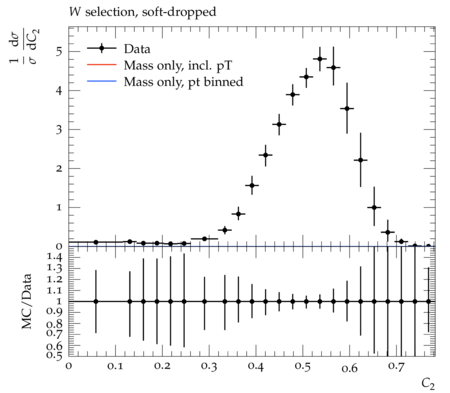 W selection, soft-dropped
1/σ dσ/dC₂
Data
Mass only, incl. pT
Mass only, pt binned
5
4
3
2
1
0
MC/Data
1.4
1.3
1.2
1.1
1
0.9
0.8
0.7
0.6
0.5
0 0.1 0.2 0.3 0.4 0.5 0.6 0.7
C₂